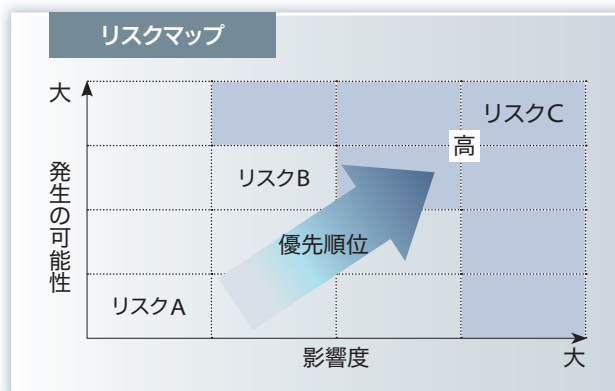 リスクマップ
大
リスクC
高
発生の可能性
リスクB
優先順位
リスクA
影響度
大